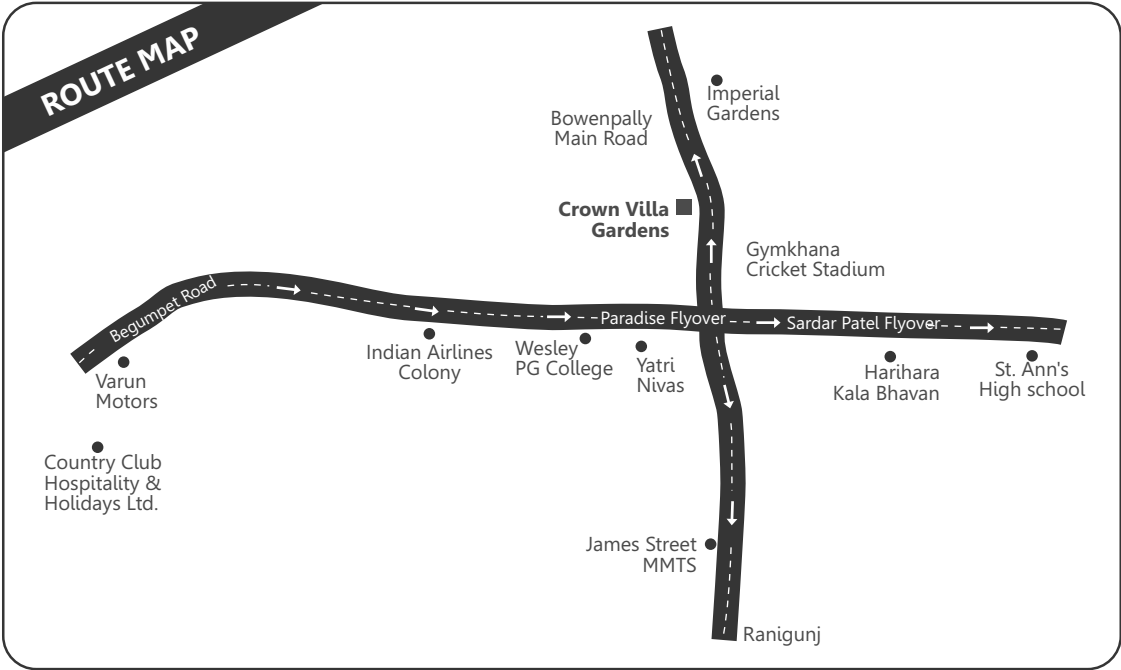 ROUTE MAP
Imperial
Gardens
Bowenpally
Main Road
Crown Villa
Gardens
Gymkhana
Cricket Stadium
Begumpet Road
Paradise Flyover
Sardar Patel Flyover
Indian Airlines
Colony
Wesley
PG College
Yatri
Nivas
Harihara
Kala Bhavan
St. Ann's
High school
Varun
Motors
Country Club
Hospitality &
Holidays Ltd.
James Street
MMTS
Ranigunj